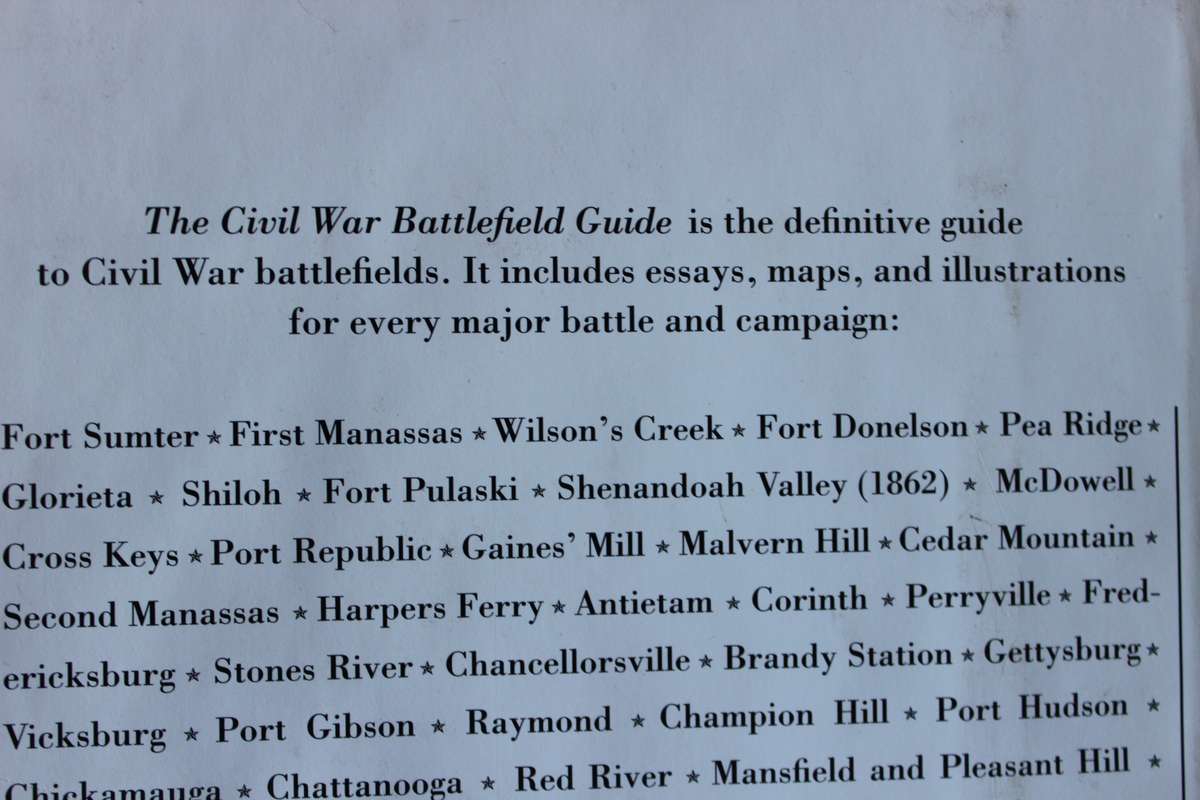 The Civil War Battlefield Guide is the definitive guide
to Civil War battlefields. It includes essays, maps, and illustrations
for every major battle and campaign:
Fort Sumter ★ First Manassas ★ Wilson's Creek ★ Fort Donelson ★ Pea Ridge ★
Glorieta ★ Shiloh ★ Fort Pulaski ★ Shenandoah Valley (1862) ★ McDowell ★
Cross Keys ★ Port Republic ★ Gaines' Mill ★ Malvern Hill ★ Cedar Mountain ★
Second Manassas ★ Harpers Ferry ★ Antietam ★ Corinth ★ Perryville ★ Fred-
ericksburg ★ Stones River ★ Chancellorsville ★ Brandy Station ★ Gettysburg ★
Vicksburg ★ Port Gibson ★ Raymond ★ Champion Hill ★ Port Hudson ★
Chickamauga ★ Chattanooga ★ Red River ★ Mansfield and Pleasant Hill ★